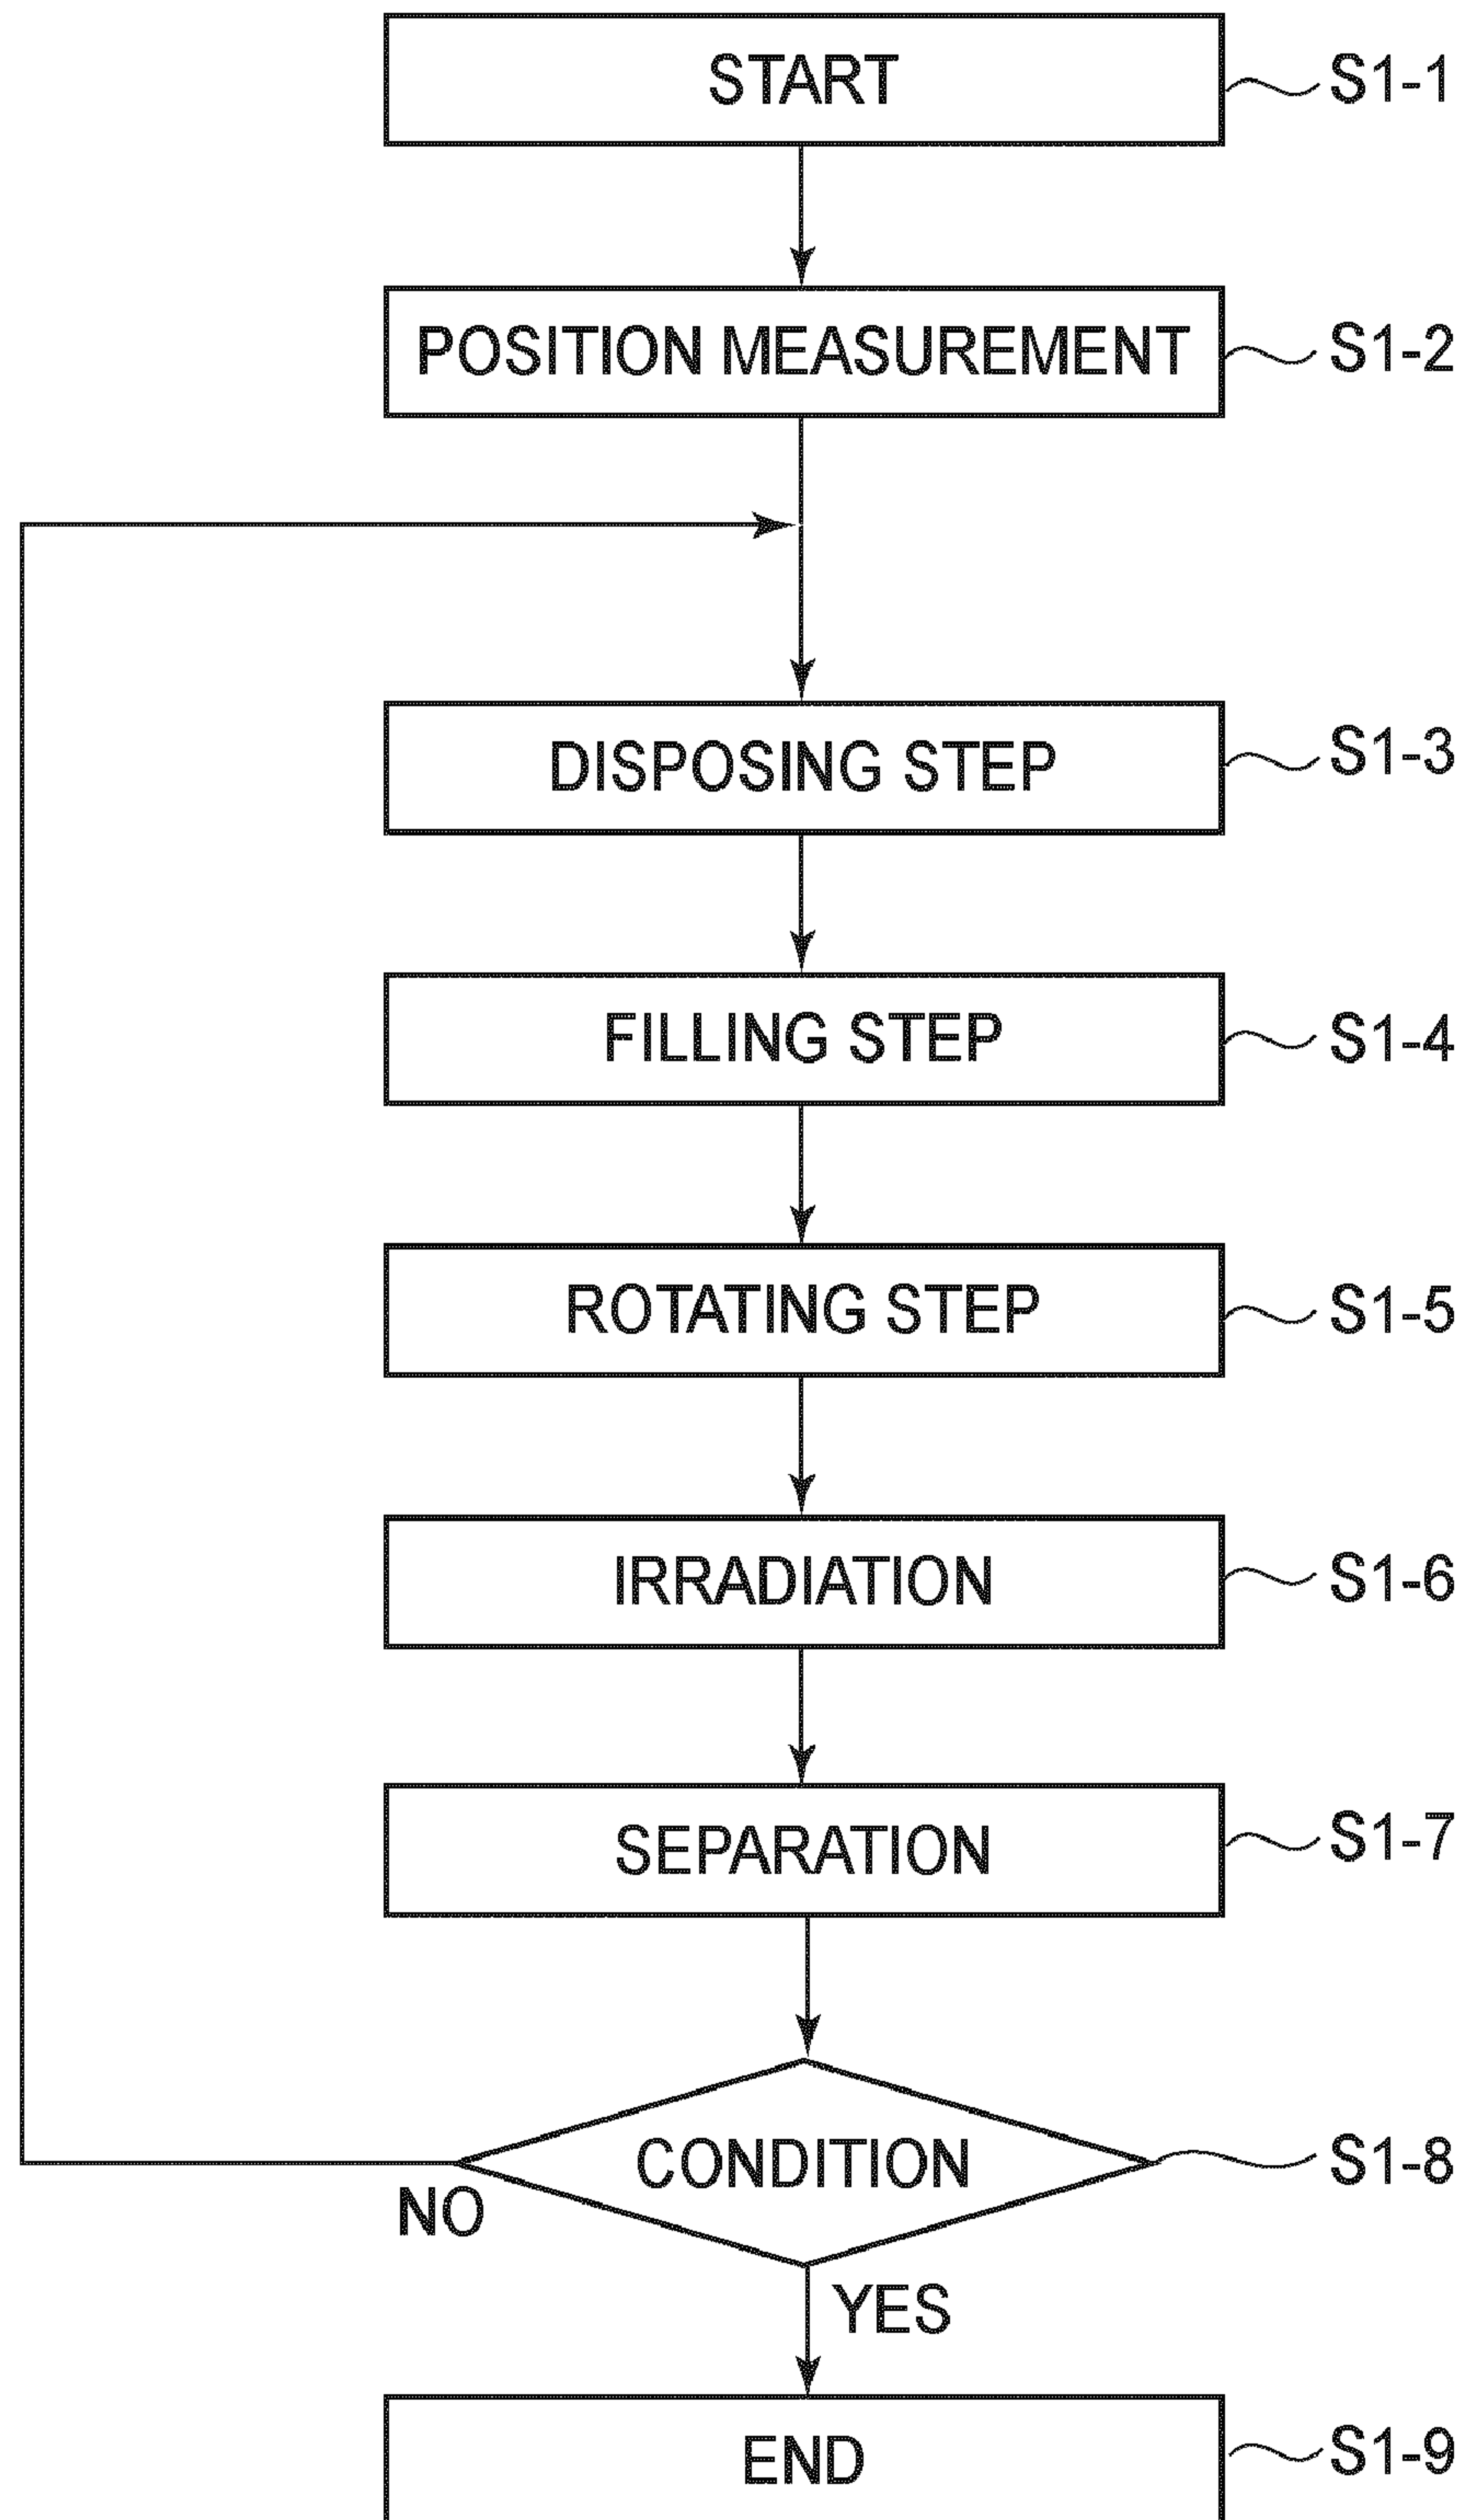 START
S1-1
POSITION MEASUREMENT
S1-2
DISPOSING STEP
S1-3
FILLING STEP
S1-4
ROTATING STEP
S1-5
IRRADIATION
S1-6
SEPARATION
S1-7
CONDITION
S1-8
NO
YES
END
S1-9